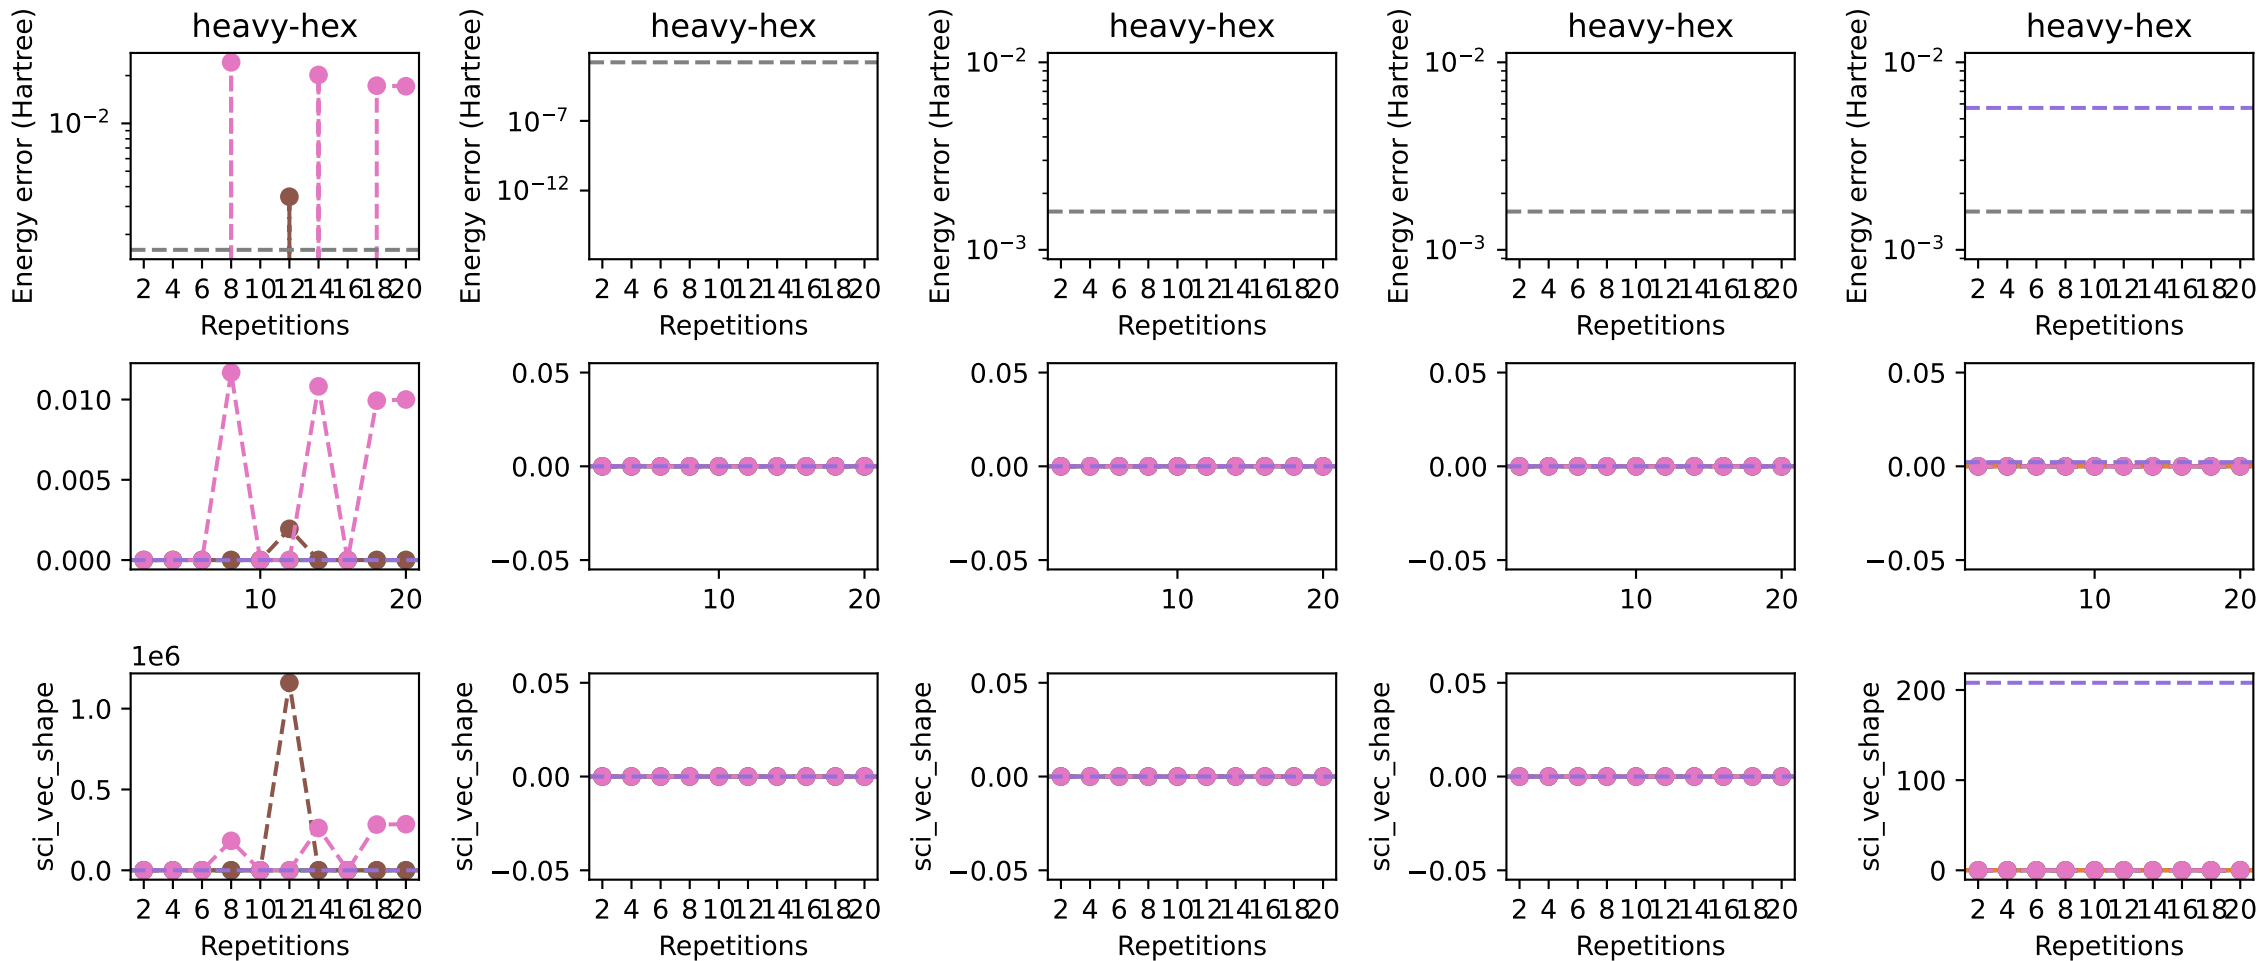 heavy-hex heavy-hex heavy-hex heavy-hex heavy-hex
Energy error (Hartree)
10⁻²
2 4 6 8 10 12 14 16 18 20
Repetitions
Energy error (Hartree)
10⁻⁷
10⁻¹²
2 4 6 8 10 12 14 16 18 20
Repetitions
Energy error (Hartree)
10⁻²
10⁻³
2 4 6 8 10 12 14 16 18 20
Repetitions
Energy error (Hartree)
10⁻²
10⁻³
2 4 6 8 10 12 14 16 18 20
Repetitions
Energy error (Hartree)
10⁻²
10⁻³
2 4 6 8 10 12 14 16 18 20
Repetitions
0.010
0.005
0.000
10 20
0.05
0.00
−0.05
10 20
0.05
0.00
−0.05
10 20
0.05
0.00
−0.05
10 20
0.05
0.00
−0.05
10 20
1e6
sci_vec_shape
1.0
0.5
0.0
2 4 6 8 10 12 14 16 18 20
Repetitions
sci_vec_shape
0.05
0.00
−0.05
2 4 6 8 10 12 14 16 18 20
Repetitions
sci_vec_shape
0.05
0.00
−0.05
2 4 6 8 10 12 14 16 18 20
Repetitions
sci_vec_shape
0.05
0.00
−0.05
2 4 6 8 10 12 14 16 18 20
Repetitions
sci_vec_shape
200
100
0
2 4 6 8 10 12 14 16 18 20
Repetitions